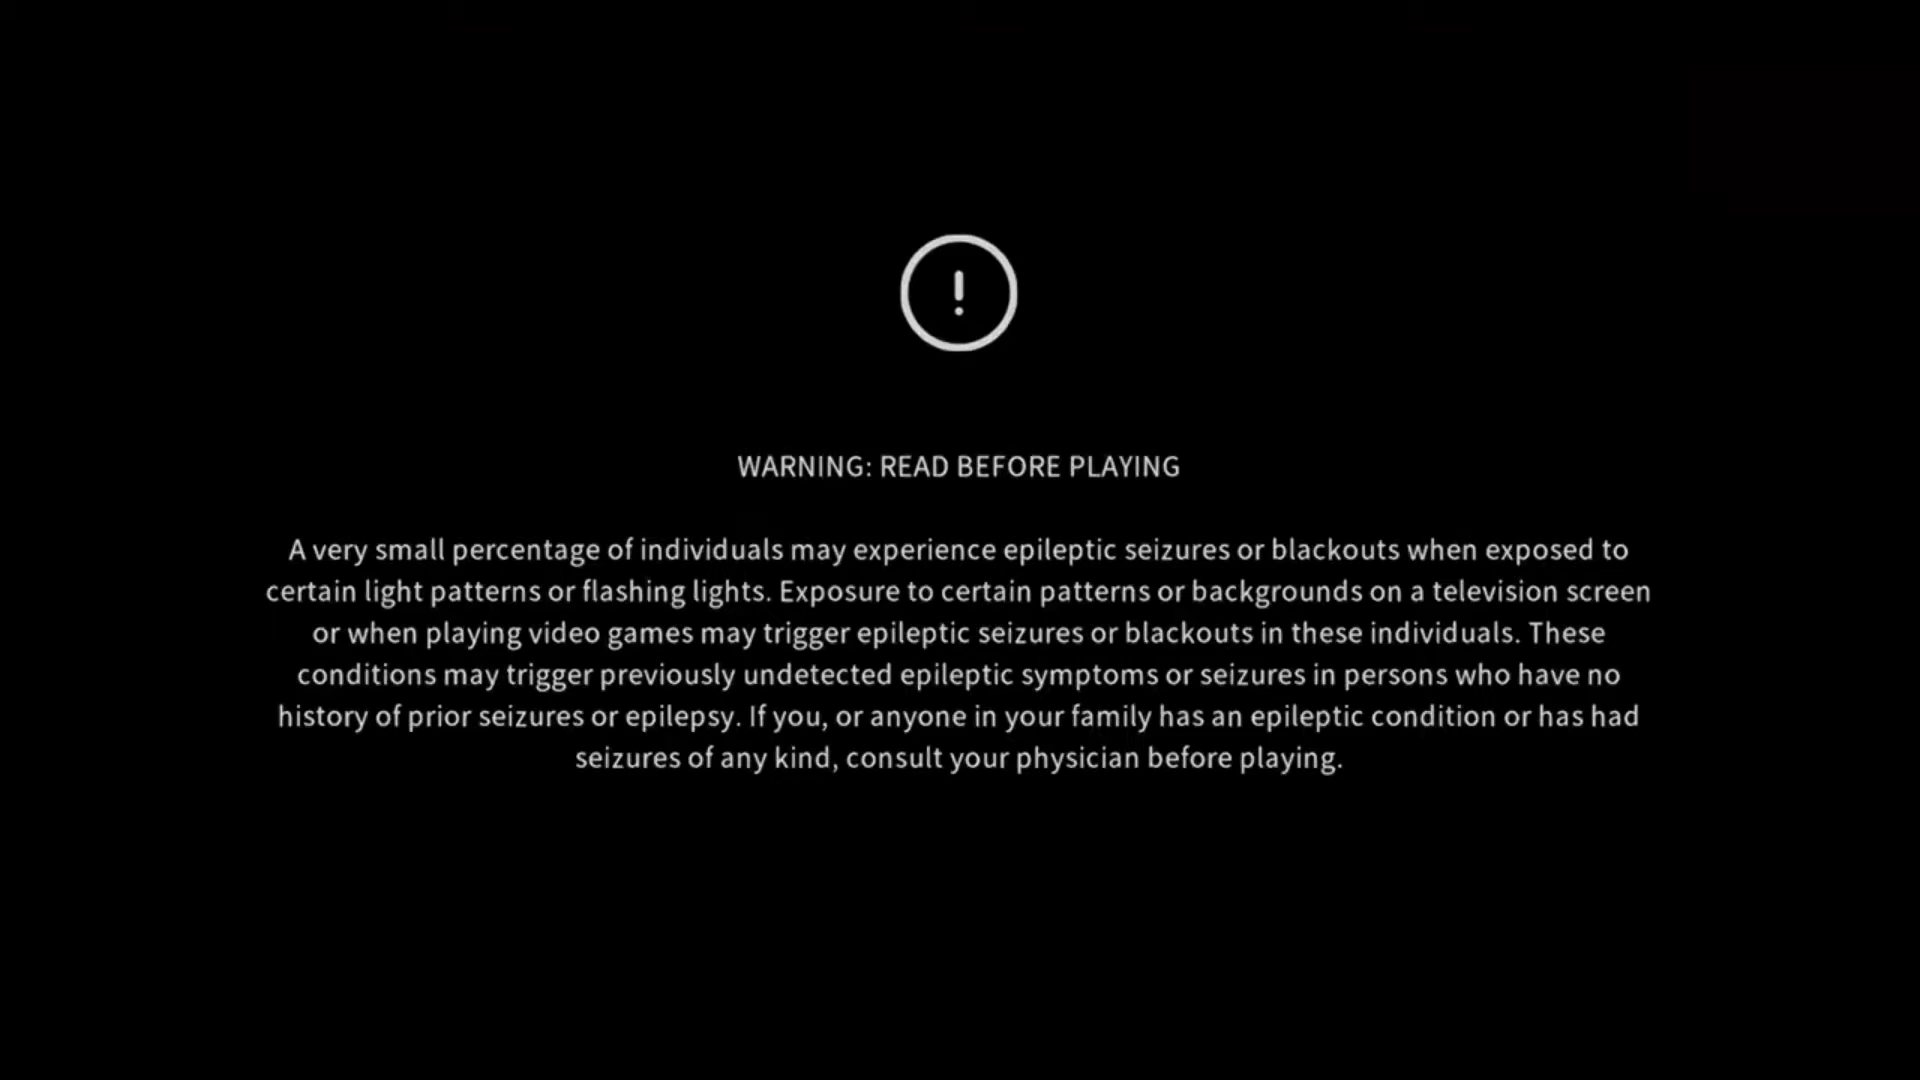 !
WARNING: READ BEFORE PLAYING
A very small percentage of individuals may experience epileptic seizures or blackouts when exposed to
certain light patterns or flashing lights. Exposure to certain patterns or backgrounds on a television screen
or when playing video games may trigger epileptic seizures or blackouts in these individuals. These
conditions may trigger previously undetected epileptic symptoms or seizures in persons who have no
history of prior seizures or epilepsy. If you, or anyone in your family has an epileptic condition or has had
seizures of any kind, consult your physician before playing.